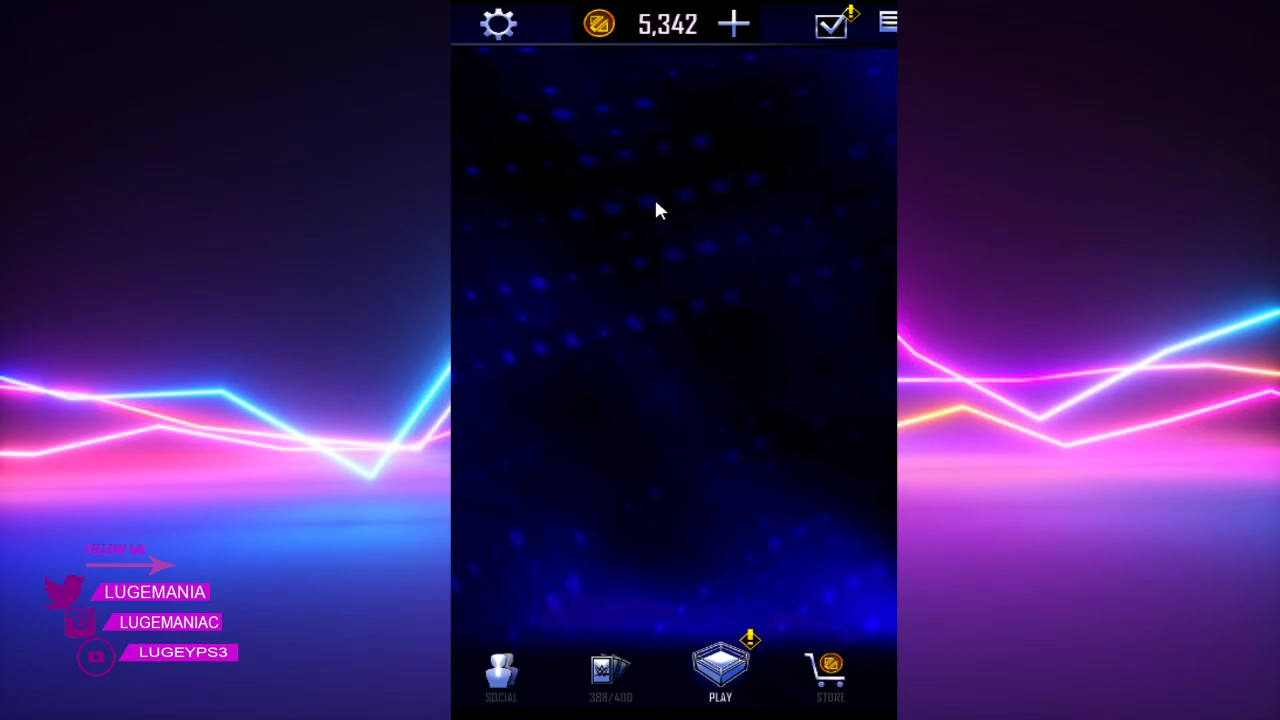 5,342
FOLLOW ME
LUGEMANIA
LUGEMANIAC
LUGEYPS3
SOCIAL
388/400
PLAY
STORE